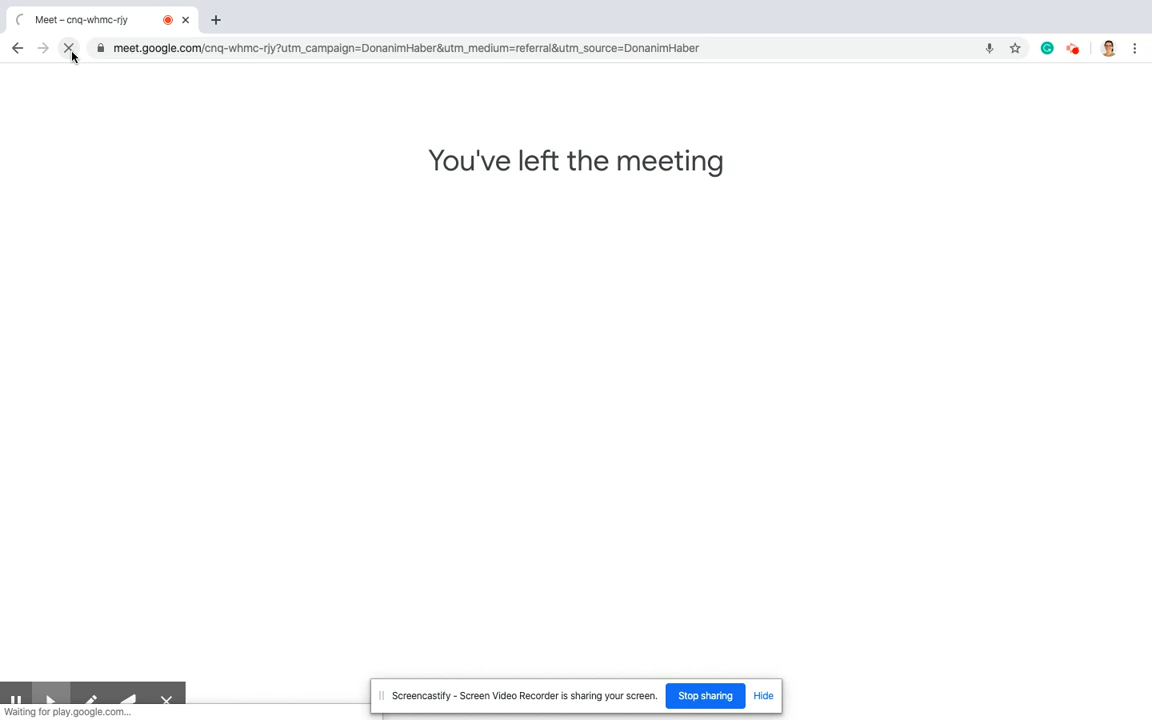 Meet – cnq-whmc-rjy
meet.google.com/cnq-whmc-rjy?utm_campaign=DonanimHaber&utm_medium=referral&utm_source=DonanimHaber
You've left the meeting
Screencastify - Screen Video Recorder is sharing your screen. Stop sharing Hide
Waiting for play.google.com...